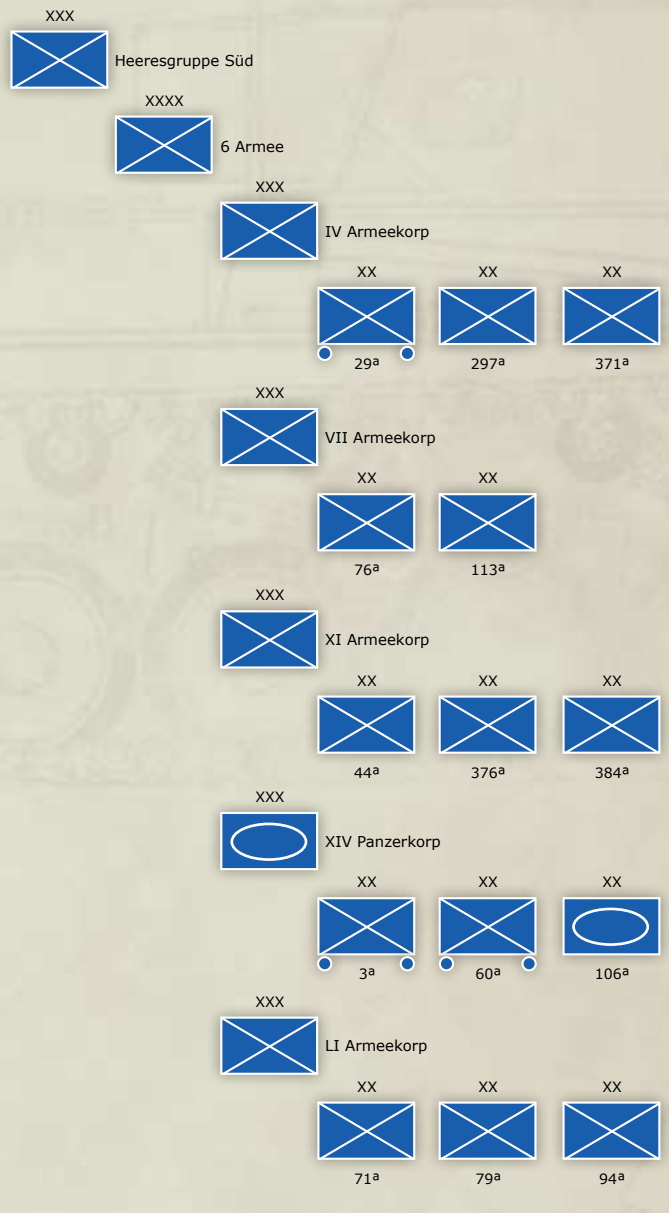 XXX
Heeresgruppe Süd
XXXX
6 Armee
XXX
IV Armeekorp
XX XX XX
29ª 297ª 371ª
XXX
VII Armeekorp
XX XX
76ª 113ª
XXX
XI Armeekorp
XX XX XX
44ª 376ª 384ª
XXX
XIV Panzerkorp
XX XX XX
3ª 60ª 106ª
XXX
LI Armeekorp
XX XX XX
71ª 79ª 94ª